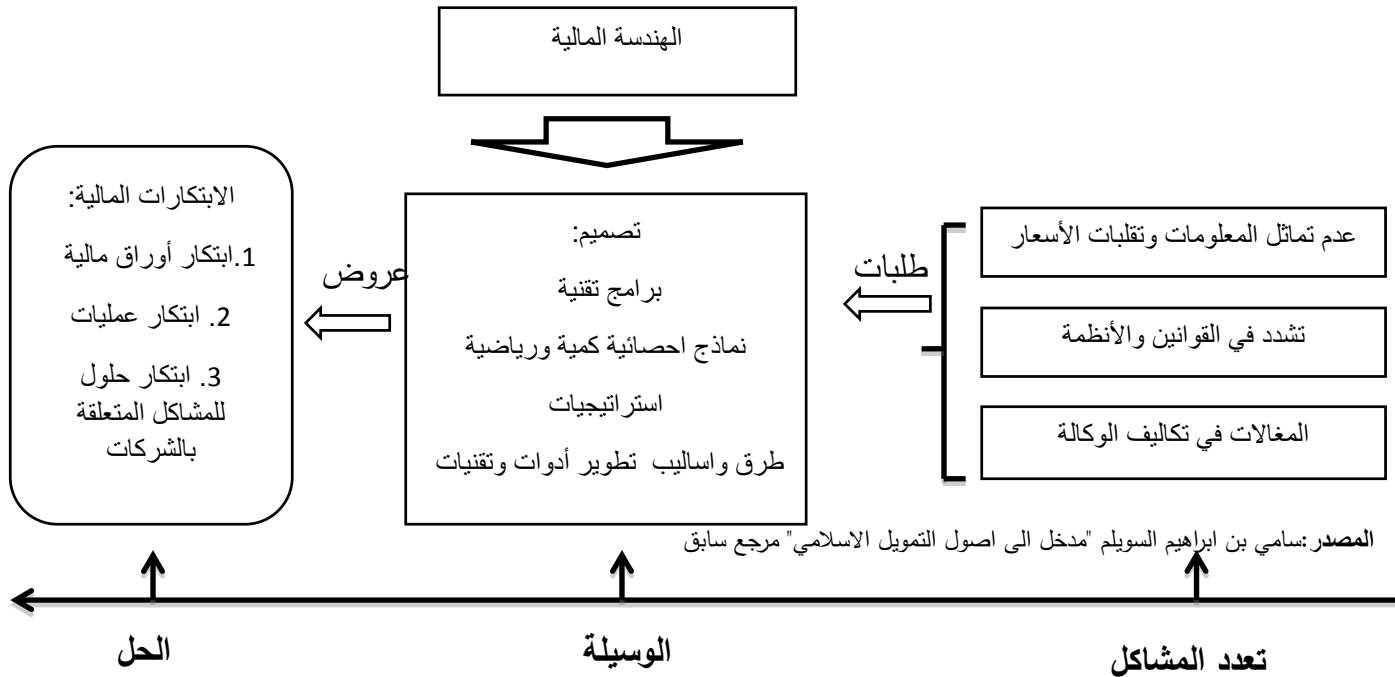 الهندسة المالية
عدم تماثل المعلومات وتقلبات الأسعار
تشدد في القوانين والأنظمة
المغالات في تكاليف الوكالة
طلبات
تصميم:
برامج تقنية
نماذج احصائية كمية ورياضية
استراتيجيات
طرق واساليب تطوير أدوات وتقنيات
عروض
الابتكارات المالية:
1.ابتكار أوراق مالية
2. ابتكار عمليات
3. ابتكار حلول
للمشاكل المتعلقة
بالشركات
المصدر:سامي بن ابراهيم السويلم "مدخل الى اصول التمويل الاسلامي" مرجع سابق
تعدد المشاكل
الوسيلة
الحل